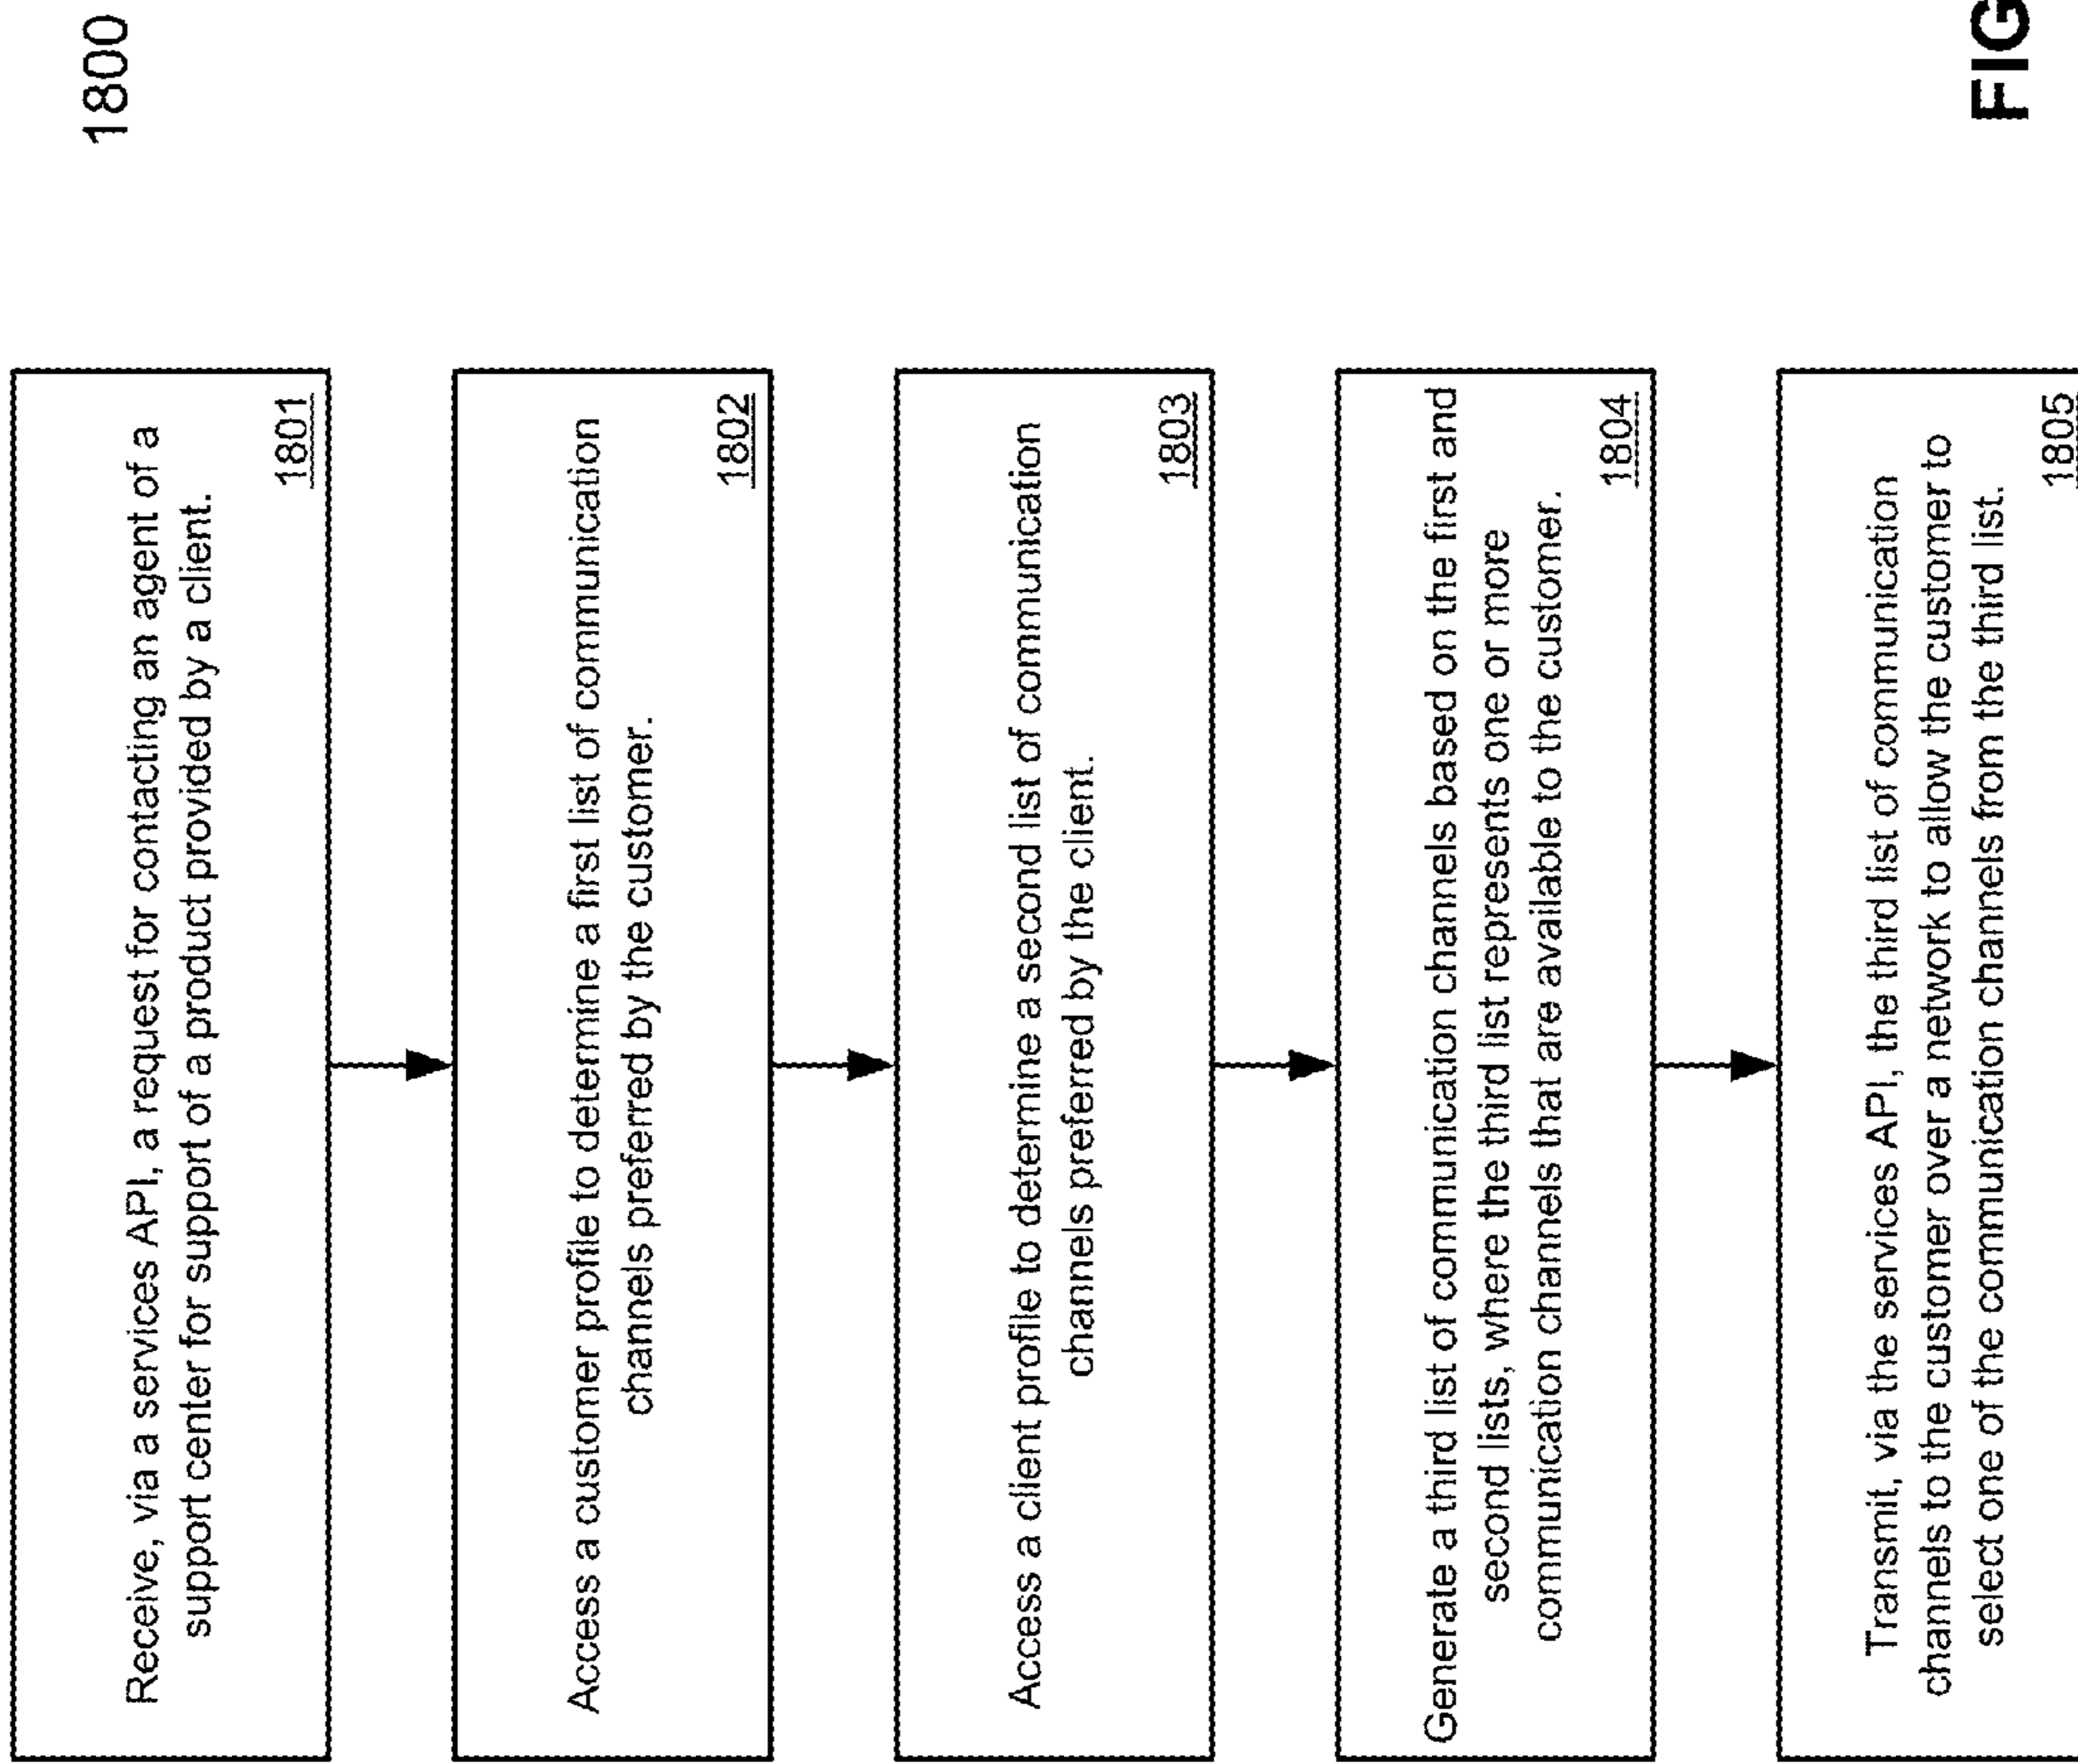 1800
Receive, via a services API, a request for contacting an agent of a
support center for support of a product provided by a client.
1801
Access a customer profile to determine a first list of communication
channels preferred by the customer.
1802
Access a client profile to determine a second list of communication
channels preferred by the client.
1803
Generate a third list of communication channels based on the first and
second lists, where the third list represents one or more
communication channels that are available to the customer.
1804
Transmit, via the services API, the third list of communication
channels to the customer over a network to allow the customer to
select one of the communication channels from the third list.
1805
FIG